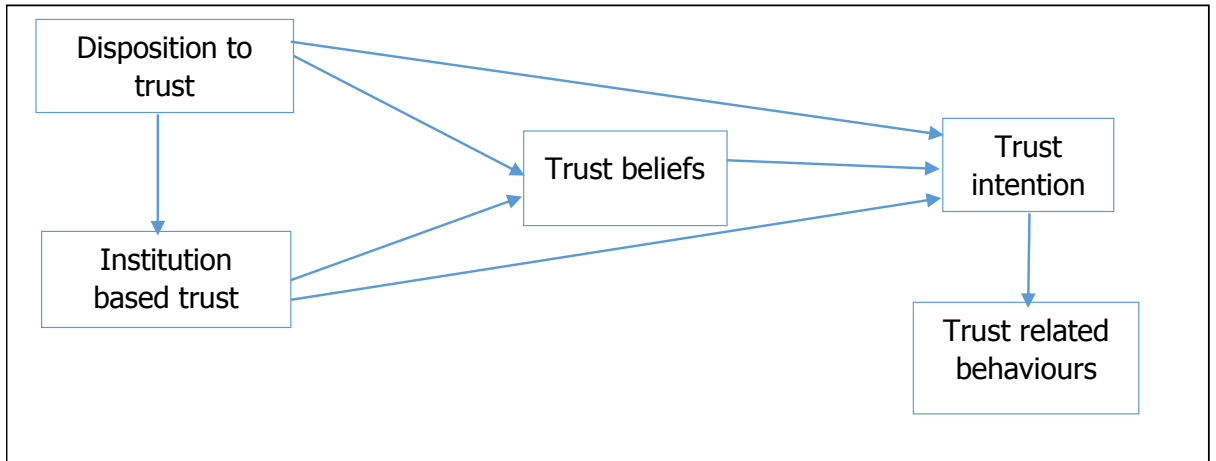 Disposition to
trust
Trust beliefs
Trust
intention
Institution
based trust
Trust related
behaviours